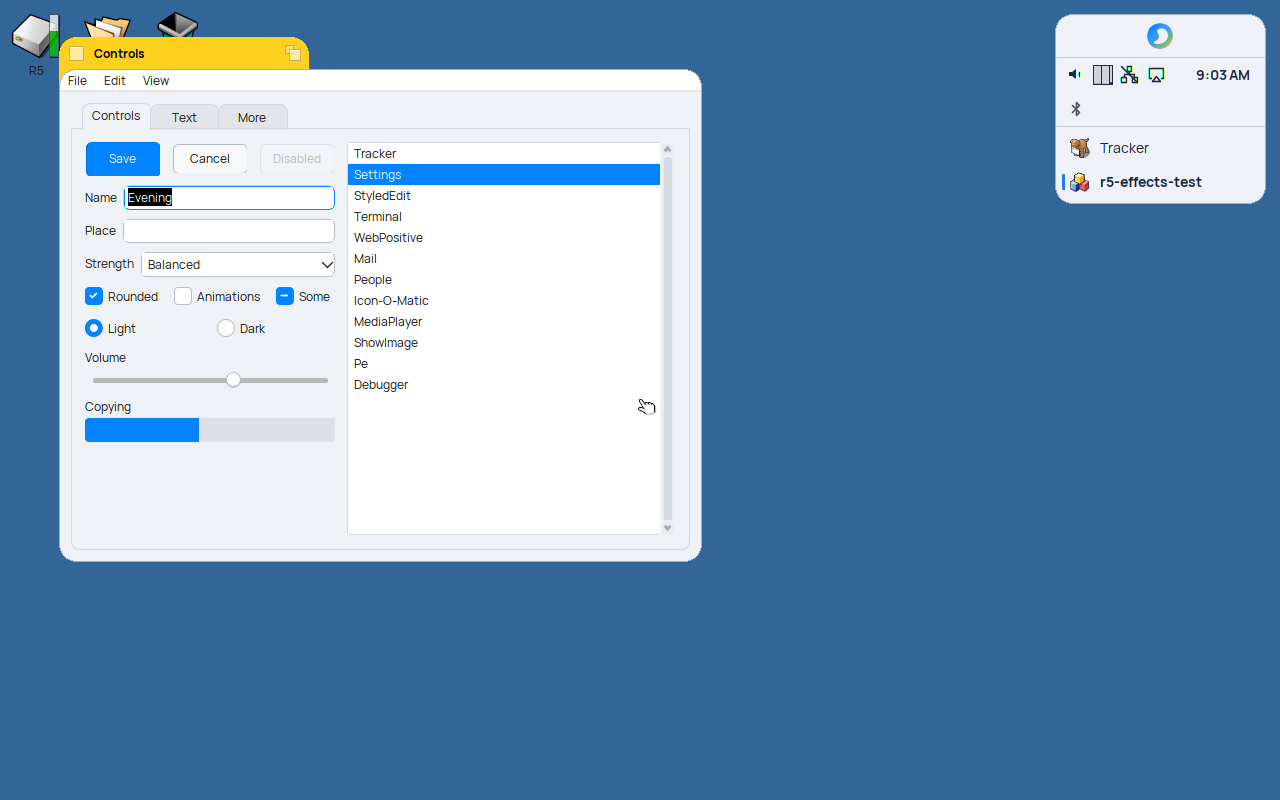 R5
Controls
File Edit View
Controls Text More
Save Cancel Disabled
Name Evening
Place
Strength Balanced
Rounded Animations Some
Light Dark
Volume
Copying
Tracker
Settings
StyledEdit
Terminal
WebPositive
Mail
People
Icon-O-Matic
MediaPlayer
ShowImage
Pe
Debugger
9:03 AM
Tracker
r5-effects-test